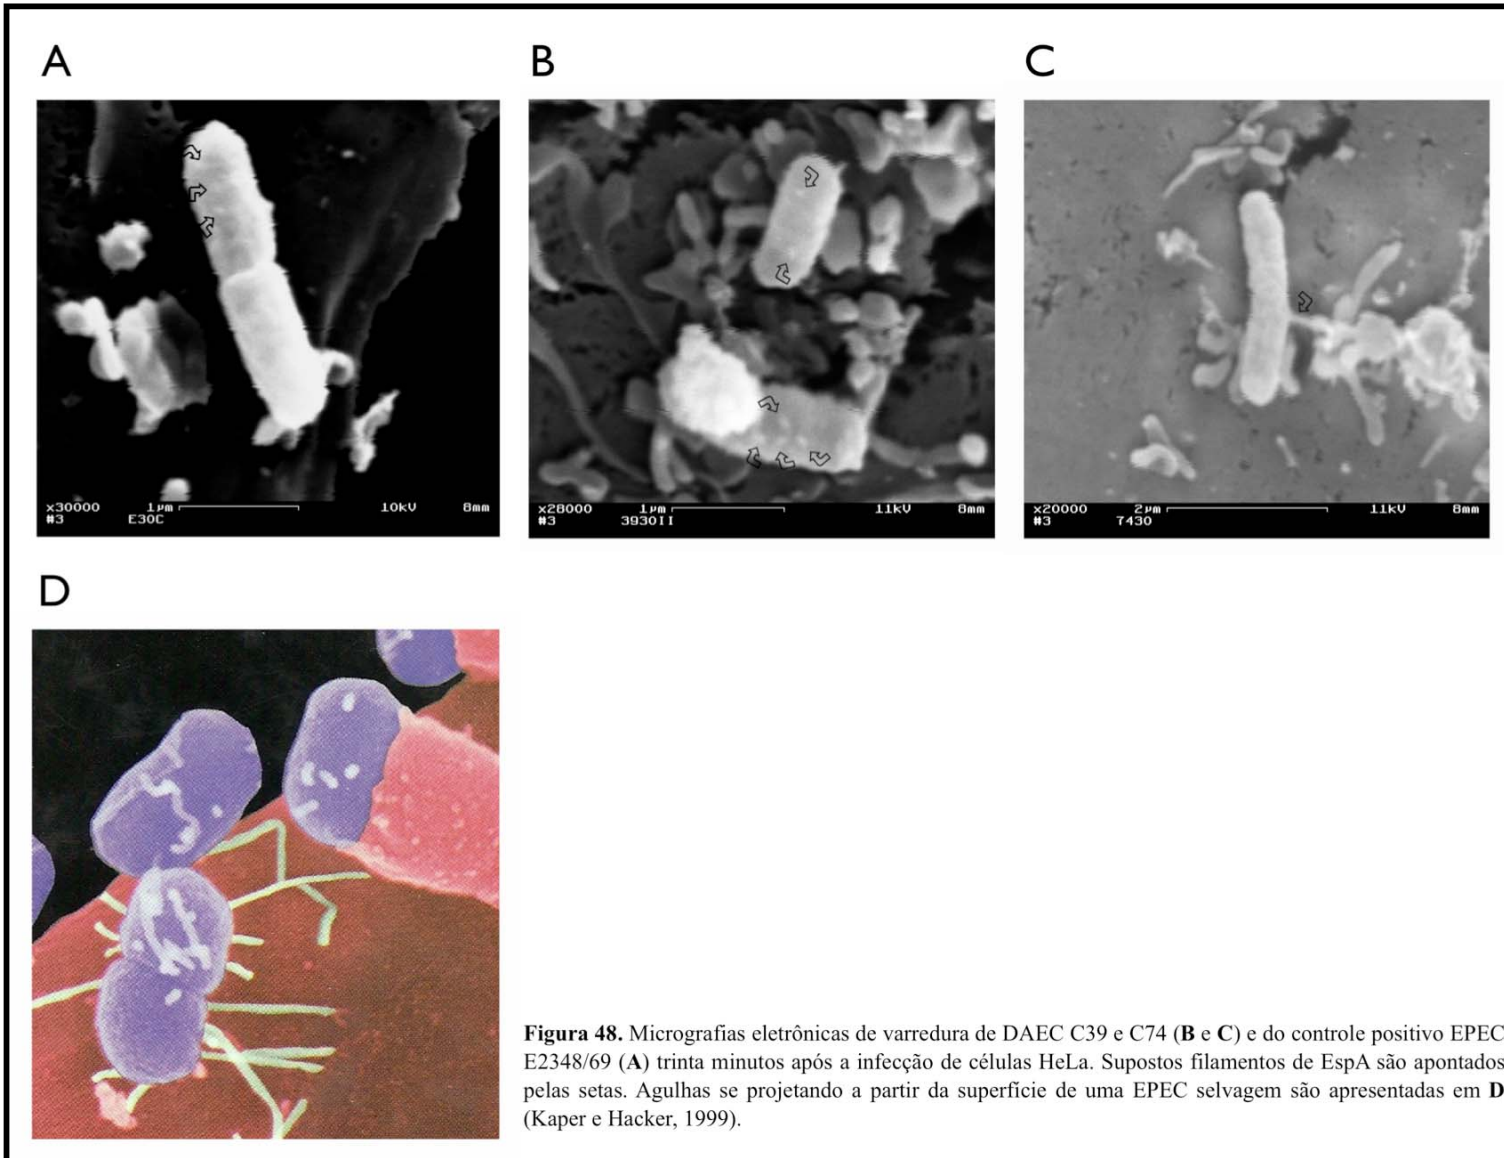 A
B
C
x30000 1µm 10kV 8mm
#3 E30C
x28000 1µm 11kV 8mm
#3 3930II
x20000 2µm 11kV 8mm
#3 7430
D
Figura 48. Micrografias eletrônicas de varredura de DAEC C39 e C74 (B e C) e do controle positivo EPEC
E2348/69 (A) trinta minutos após a infecção de células HeLa. Supostos filamentos de EspA são apontados
pelas setas. Agulhas se projetando a partir da superfície de uma EPEC selvagem são apresentadas em D
(Kaper e Hacker, 1999).